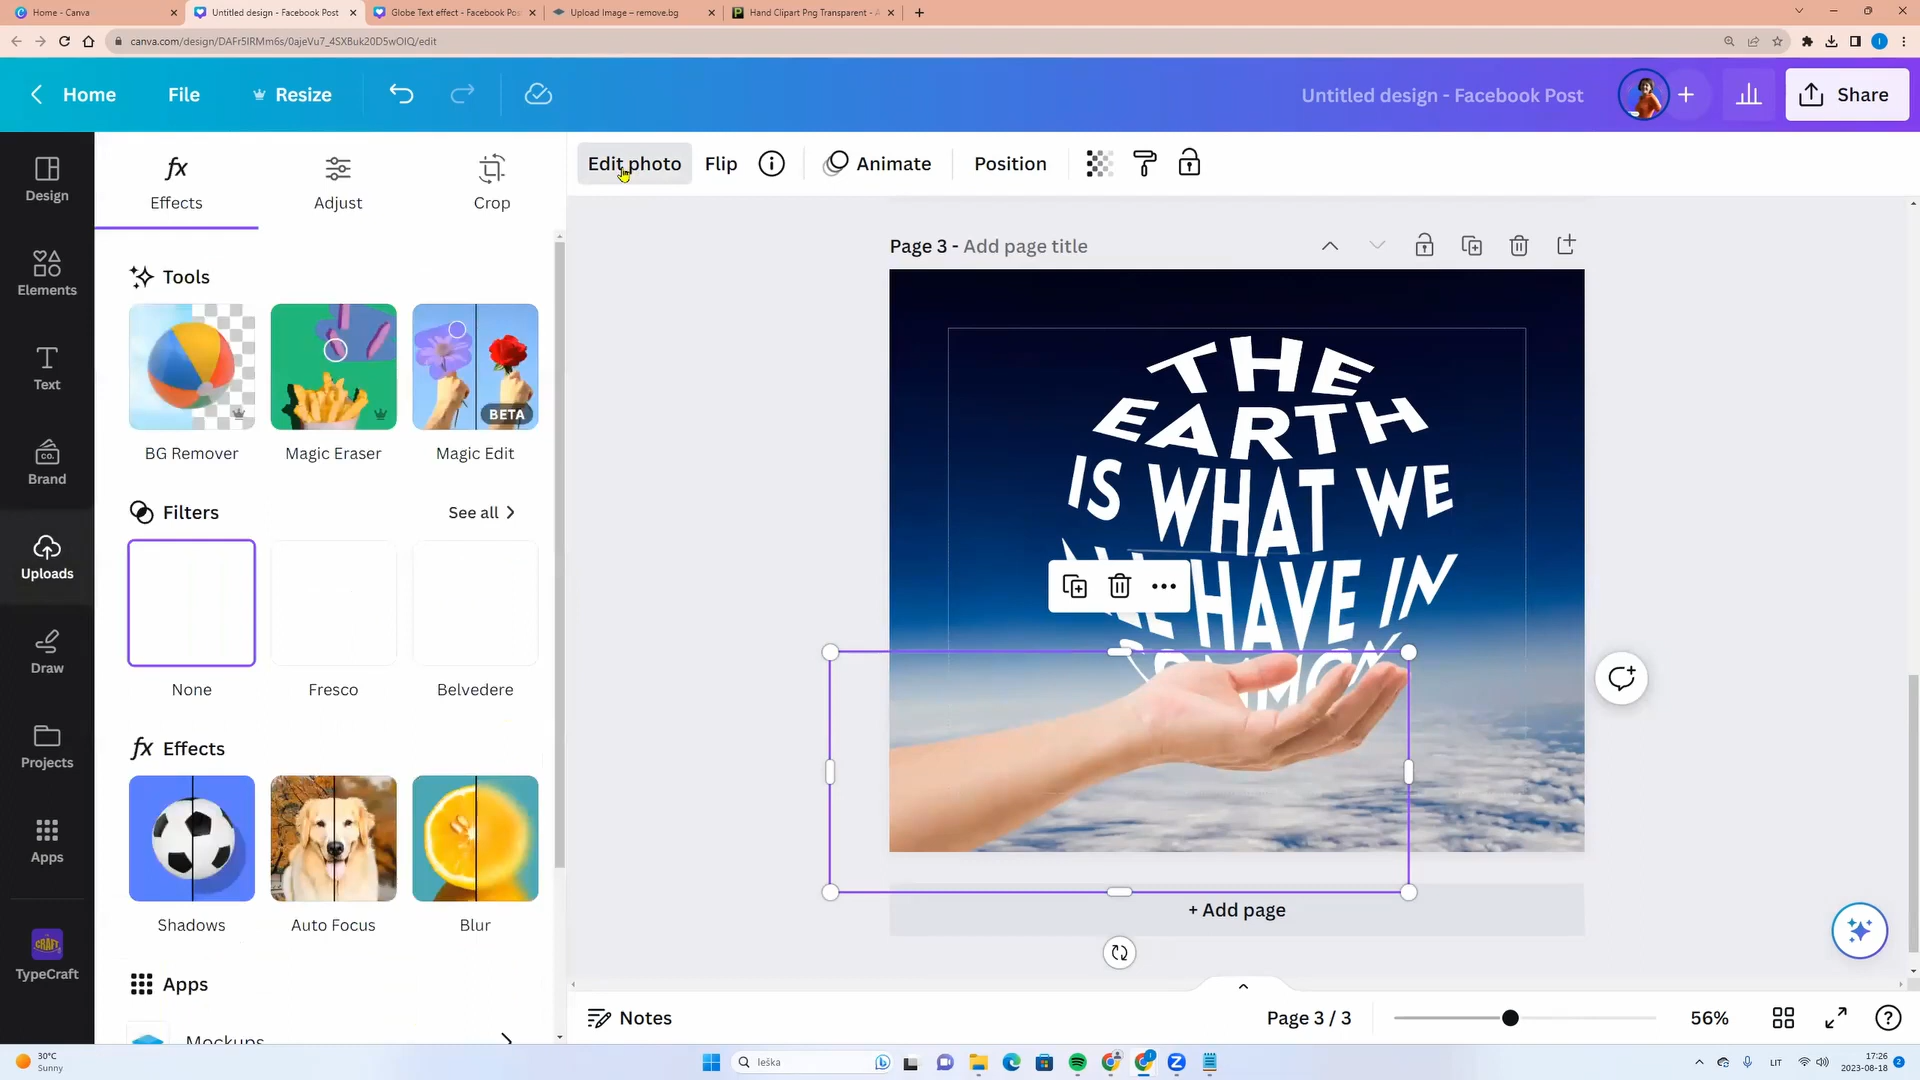 Home - Canva
Untitled design - Facebook Post
Globe Text effect - Facebook Po
Upload Image – remove.bg
Hand Clipart Png Transparent - A
canva.com/design/DAFr5IRMm6s/0ajeVu7_4SXBuk20D5wOIQ/edit
Home
File
Resize
Untitled design - Facebook Post
Share
Design
Elements
Text
Brand
CO.
Uploads
Draw
Projects
Apps
CRAFT
TypeCraft
fx
Effects
Adjust
Crop
Tools
BETA
BG Remover
Magic Eraser
Magic Edit
Filters
See all
None
Fresco
Belvedere
fx Effects
Shadows
Auto Focus
Blur
Apps
Mockups
Edit photo
Flip
Animate
Position
Page 3 - Add page title
THE
EARTH
IS WHAT WE
HAVE IN
+ Add page
Notes
Page 3 / 3
56%
30°C
Sunny
Ieška
LIT
17:26
2023-08-18